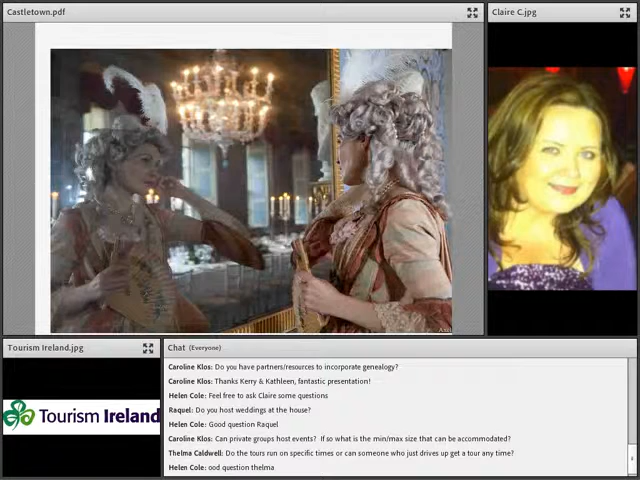 Castletown.pdf
Claire C.jpg
Tourism Ireland.jpg
Tourism Ireland
Chat (Everyone)
Caroline Klos: Do you have partners/resources to incorporate genealogy?
Caroline Klos: Thanks Kerry & Kathleen, fantastic presentation!
Helen Cole: Feel free to ask Claire some questions
Raquel: Do you host weddings at the house?
Helen Cole: Good question Raquel
Caroline Klos: Can private groups host events? If so what is the min/max size that can be accommodated?
Thelma Caldwell: Do the tours run on specific times or can someone who just drives up get a tour any time?
Helen Cole: ood question thelma